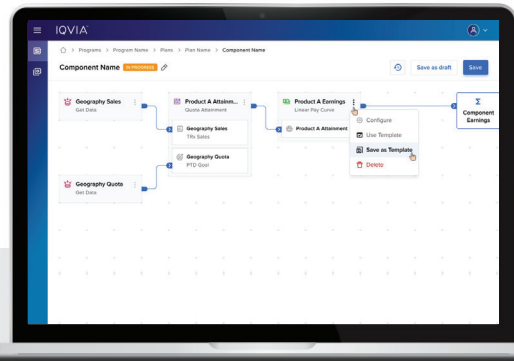 IQVIA
Programs > Program Name > Plans > Plan Name > Component Name
Component Name IN PROGRESS
Save as draft
Save
Geography Sales
Get Data
Product A Attainm...
Quota Attainment
Geography Sales
TRx Sales
Geography Quota
PTD Goal
Geography Quota
Get Data
Product A Earnings
Linear Pay Curve
Product A Attainment
Configure
Use Template
Save as Template
Delete
Σ
Component
Earnings